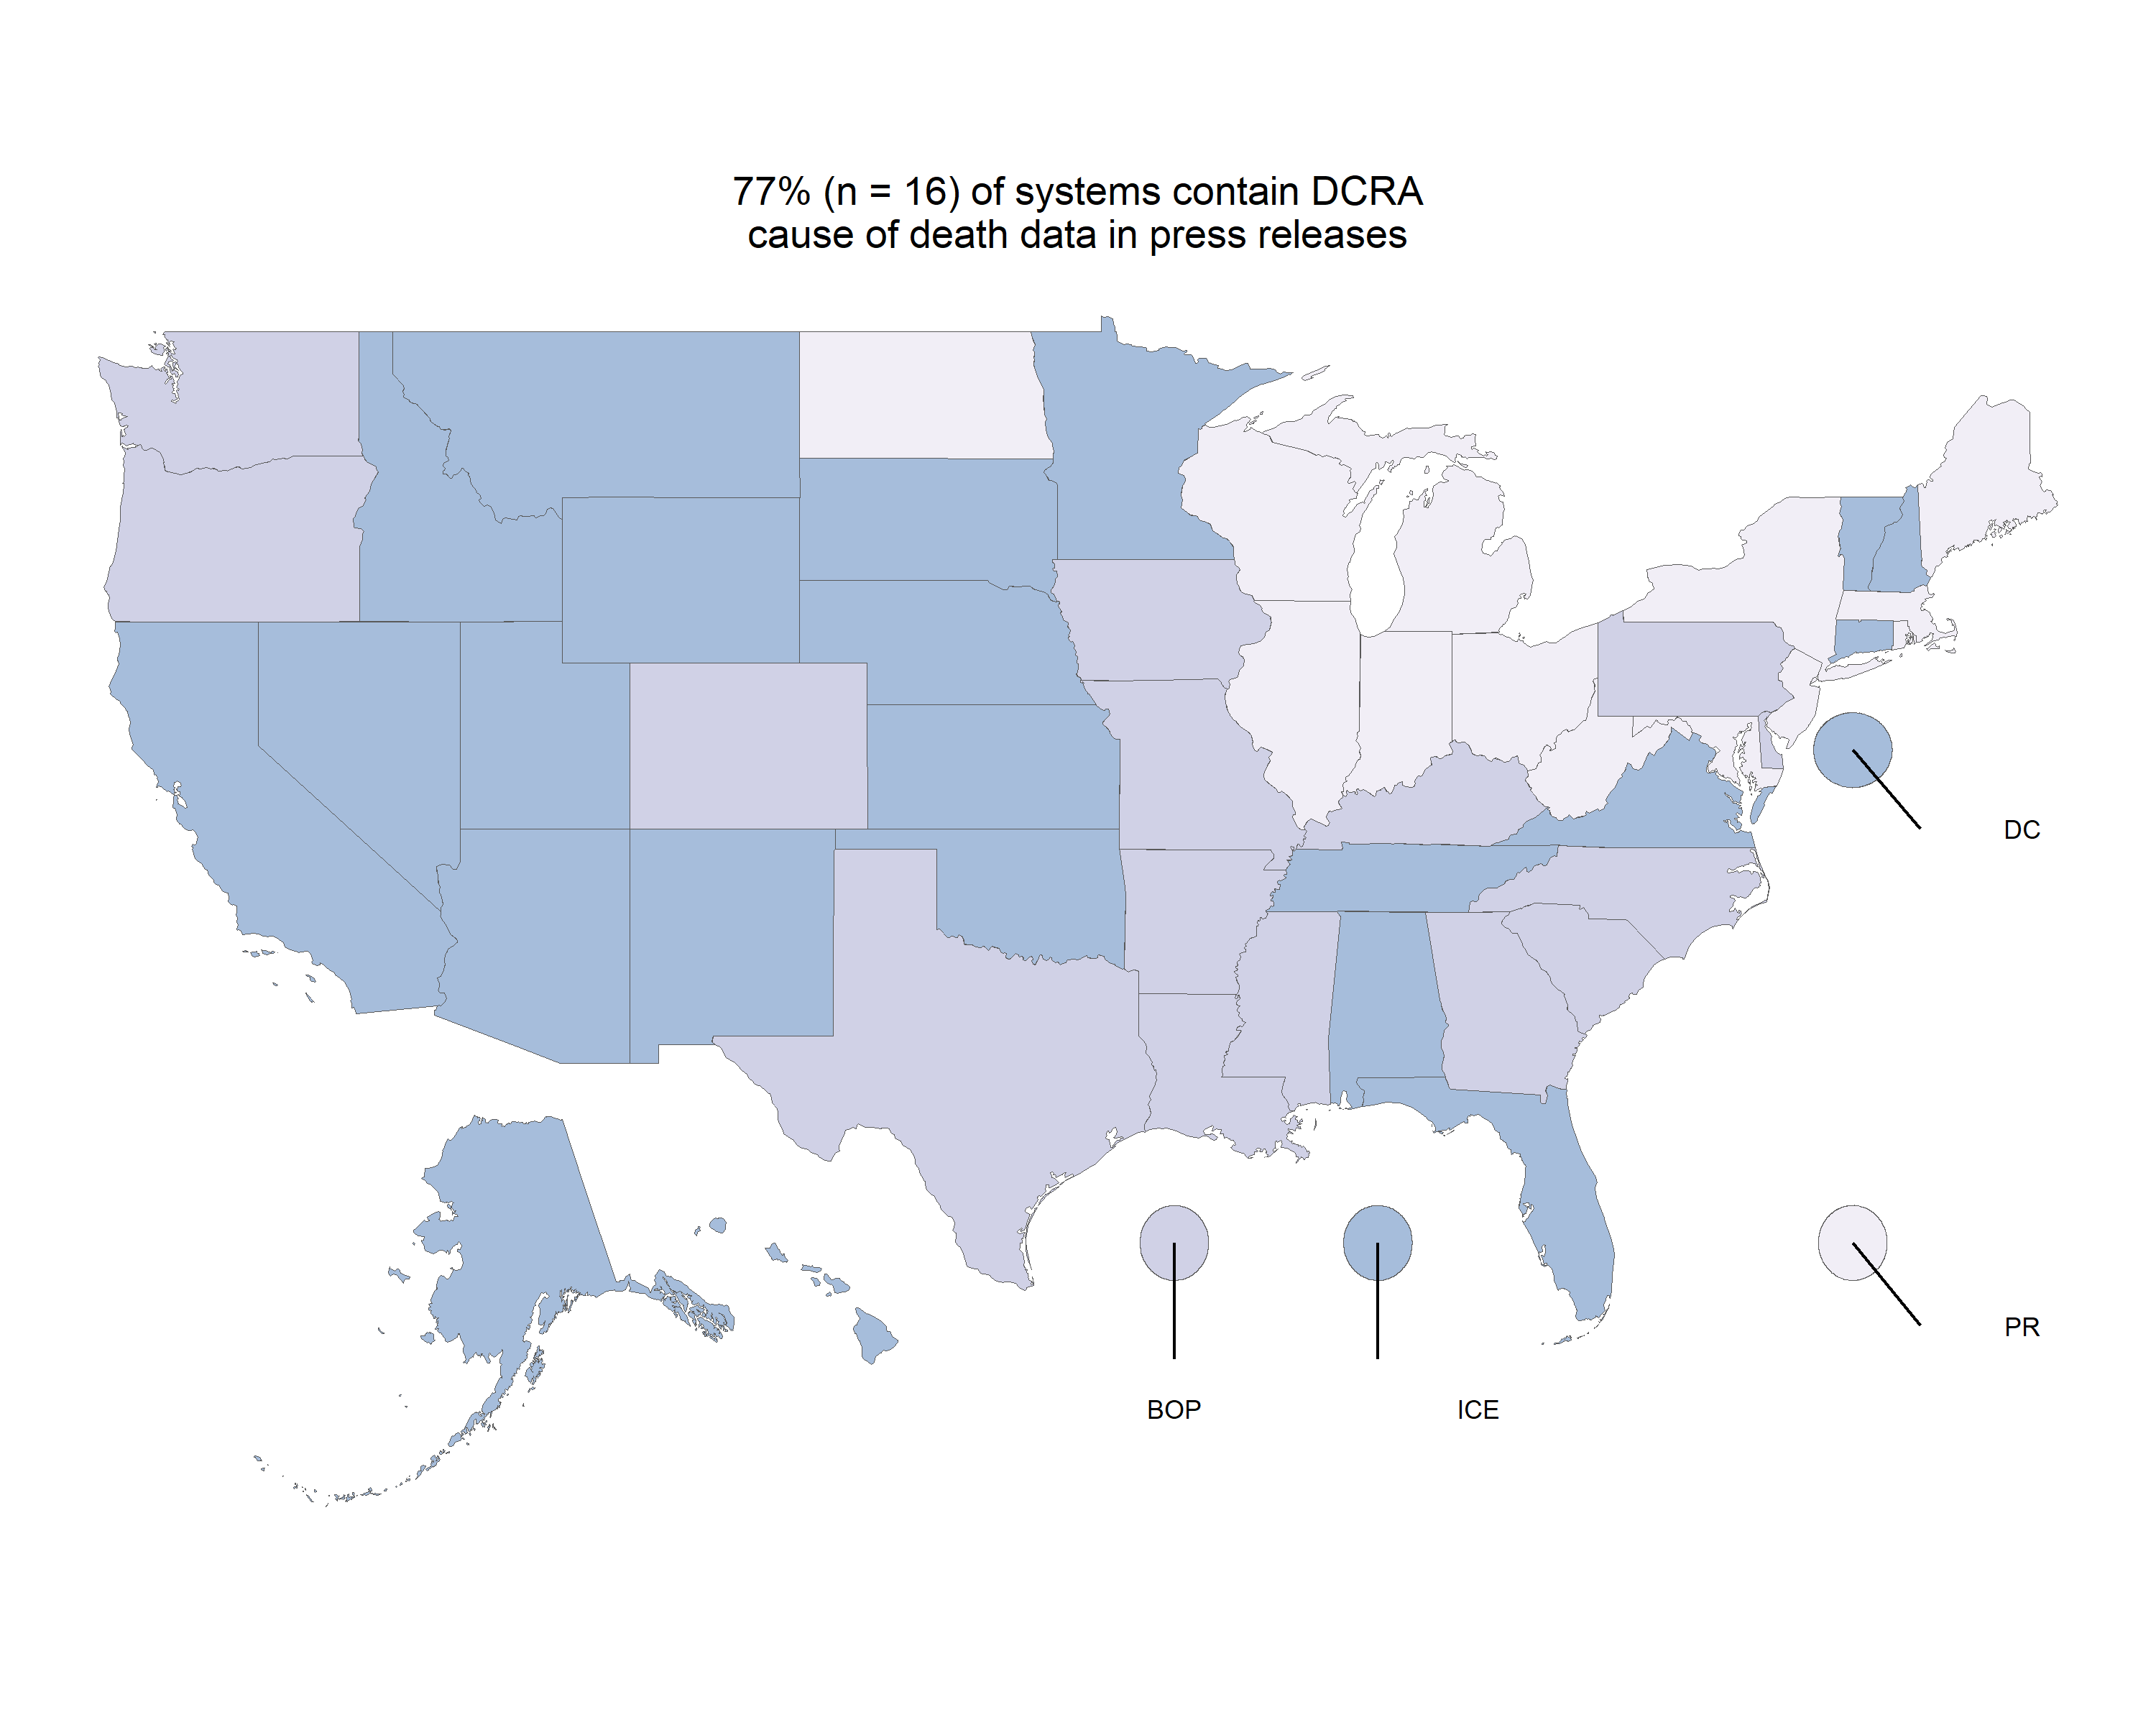 77% (n = 16) of systems contain DCRA
cause of death data in press releases
DC
PR
BOP
ICE